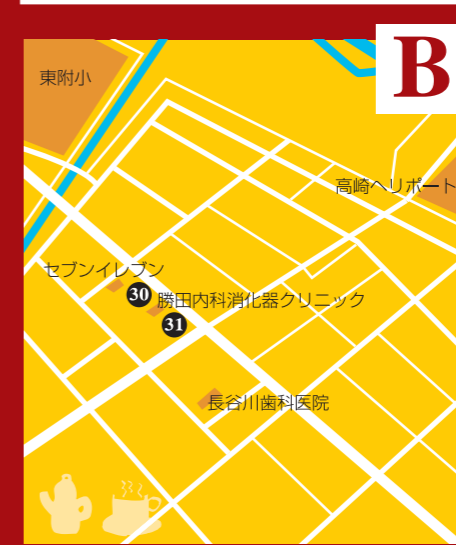 B
東附小
高崎ヘリポート
セブンイレブン
30
勝田内科消化器クリニック
31
長谷川歯科医院